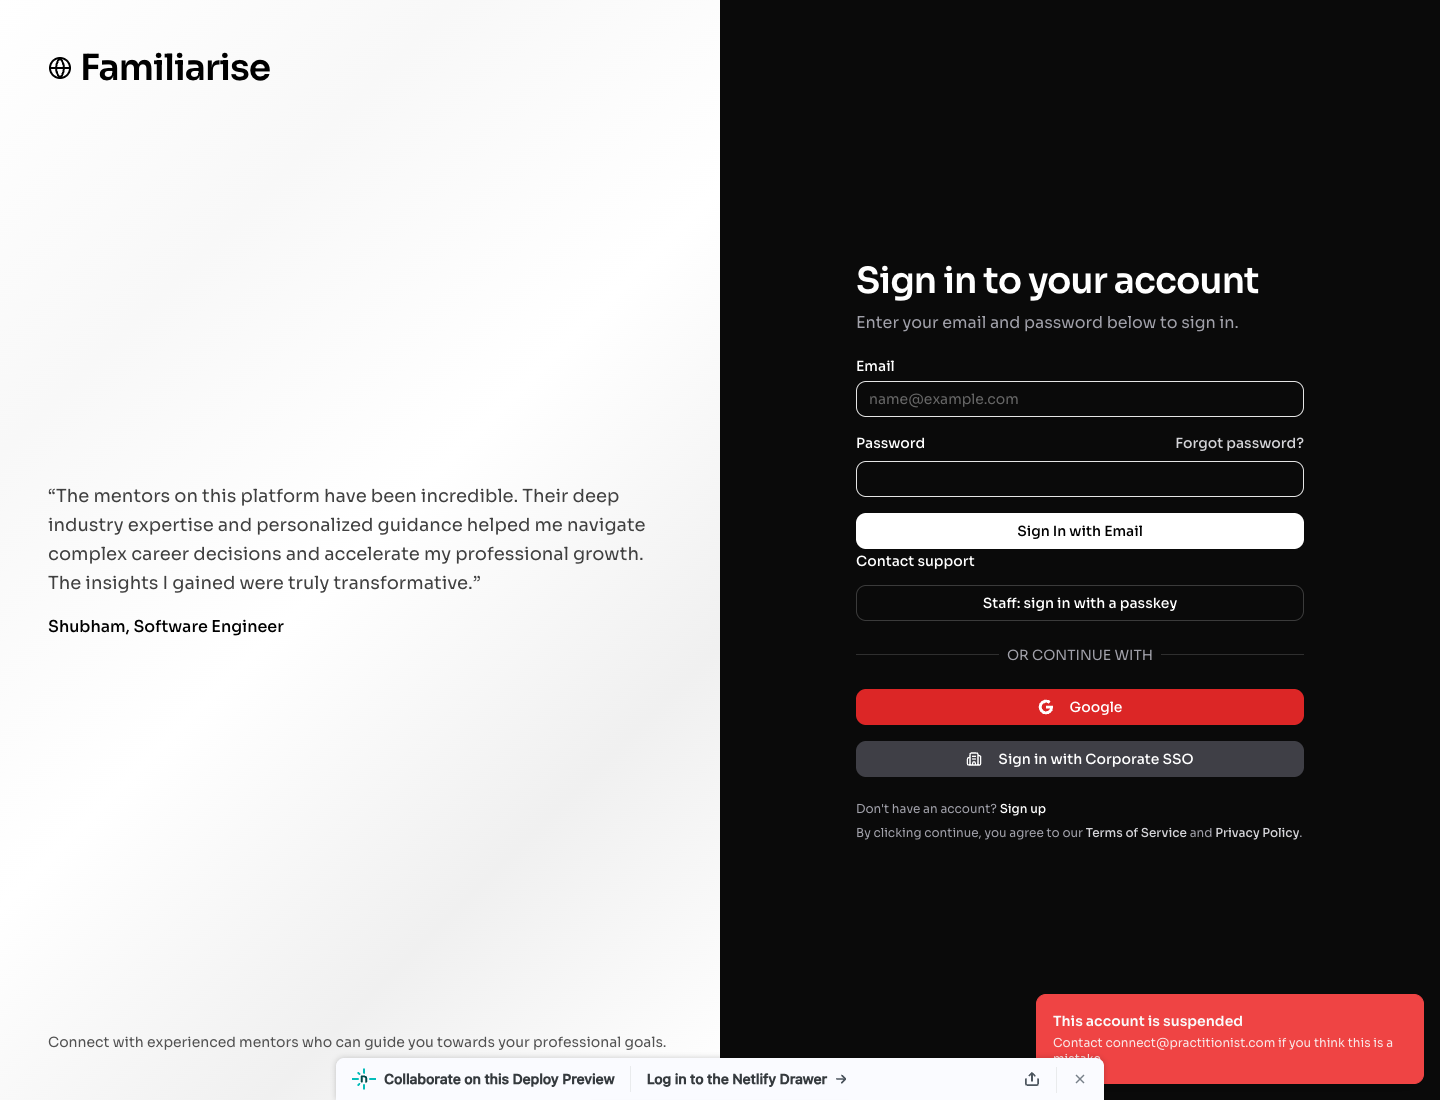 Familiarise
“The mentors on this platform have been incredible. Their deep
industry expertise and personalized guidance helped me navigate
complex career decisions and accelerate my professional growth.
The insights I gained were truly transformative.”
Shubham, Software Engineer
Connect with experienced mentors who can guide you towards your professional goals.
Sign in to your account
Enter your email and password below to sign in.
Email
name@example.com
Password
Forgot password?
Sign In with Email
Contact support
Staff: sign in with a passkey
OR CONTINUE WITH
Google
Sign in with Corporate SSO
Don't have an account? Sign up
By clicking continue, you agree to our Terms of Service and Privacy Policy.
This account is suspended
Contact connect@practitionist.com if you think this is a
mistake
Collaborate on this Deploy Preview
Log in to the Netlify Drawer